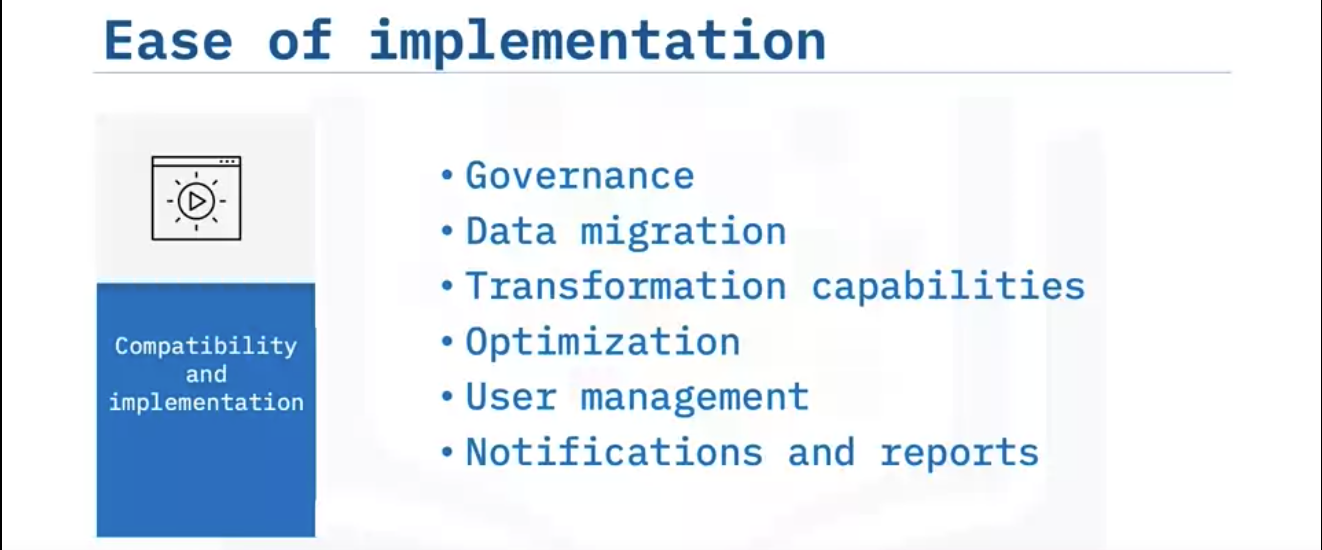 Ease of implementation
Compatibility
and
implementation
• Governance
• Data migration
• Transformation capabilities
• Optimization
• User management
• Notifications and reports